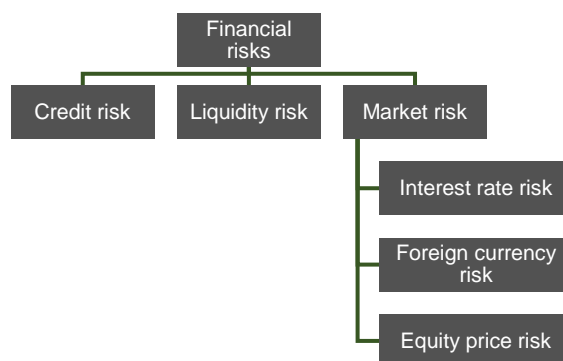 Financial
risks
Credit risk
Liquidity risk
Market risk
Interest rate risk
Foreign currency
risk
Equity price risk